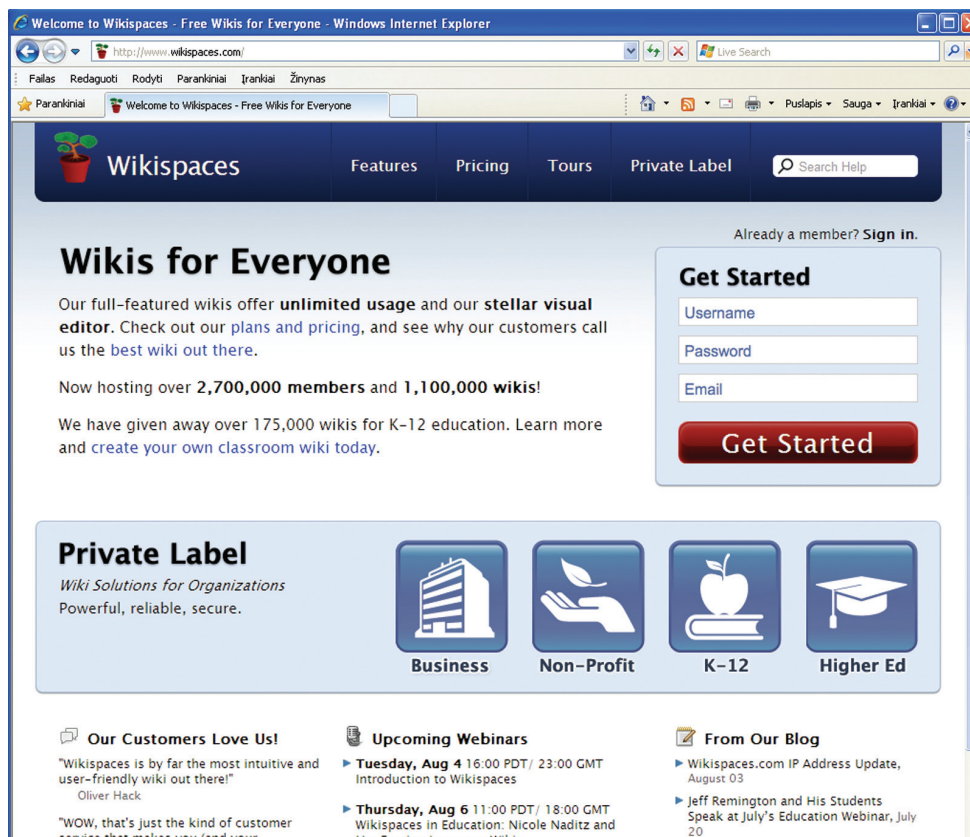 Welcome to Wikispaces - Free Wikis for Everyone - Windows Internet Explorer
http://www.wikispaces.com/
Live Search
Failas Redaguoti Rodyti Parankiniai Įrankiai Žinynas
Parankiniai Welcome to Wikispaces - Free Wikis for Everyone Puslapis Sauga Įrankiai
Wikispaces Features Pricing Tours Private Label Search Help
Already a member? Sign in.
Wikis for Everyone
Our full-featured wikis offer unlimited usage and our stellar visual
editor. Check out our plans and pricing, and see why our customers call
us the best wiki out there.
Now hosting over 2,700,000 members and 1,100,000 wikis!
We have given away over 175,000 wikis for K-12 education. Learn more
and create your own classroom wiki today.
Get Started
Username
Password
Email
Get Started
Private Label
Wiki Solutions for Organizations
Powerful, reliable, secure.
Business Non-Profit K-12 Higher Ed
Our Customers Love Us!
"Wikispaces is by far the most intuitive and
user-friendly wiki out there!"
Oliver Hack
"WOW, that's just the kind of customer
Upcoming Webinars
Tuesday, Aug 4 16:00 PDT/ 23:00 GMT
Introduction to Wikispaces
Thursday, Aug 6 11:00 PDT/ 18:00 GMT
Wikispaces in Education: Nicole Naditz and
From Our Blog
Wikispaces.com IP Address Update,
August 03
Jeff Remington and His Students
Speak at July's Education Webinar, July
20